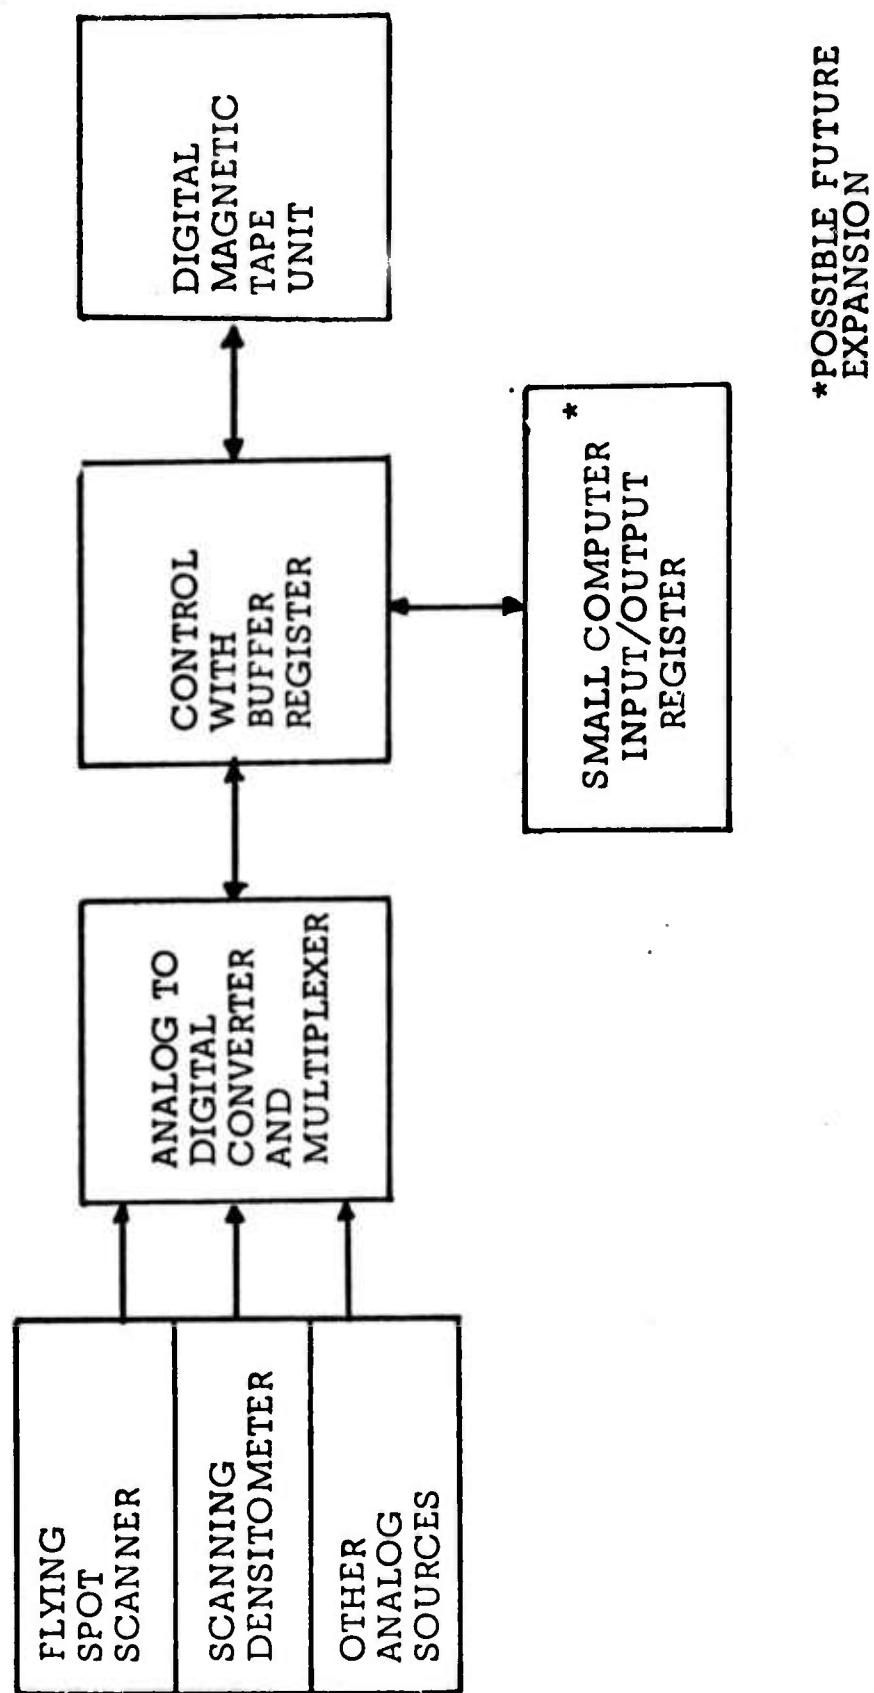 FLYING
SPOT
SCANNER
SCANNING
DENSITOMETER
OTHER
ANALOG
SOURCES
ANALOG TO
DIGITAL
CONVERTER
AND
MULTIPLEXER
CONTROL
WITH
BUFFER
REGISTER
DIGITAL
MAGNETIC
TAPE
UNIT
*
SMALL COMPUTER
INPUT/OUTPUT
REGISTER
*POSSIBLE FUTURE
EXPANSION